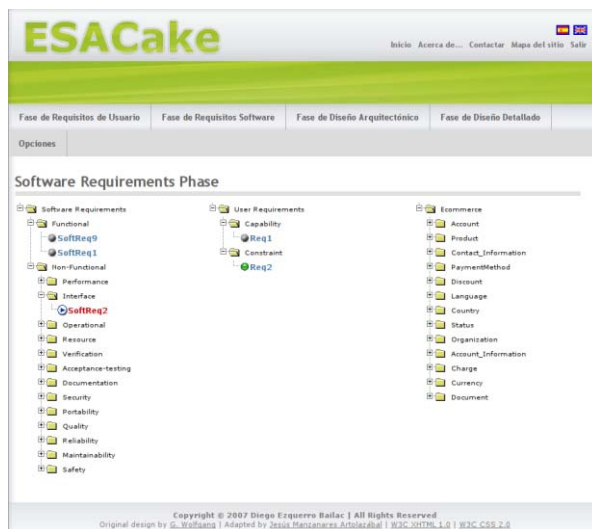 ESACake
Inicio Acerca de... Contactar Mapa del sitio Salir
Fase de Requisitos de Usuario Fase de Requisitos Software Fase de Diseño Arquitectónico Fase de Diseño Detallado
Opciones
Software Requirements Phase
Software Requirements
Functional
SoftReq9
SoftReq1
Non-Functional
Performance
Interface
SoftReq2
Operational
Resource
Verification
Acceptance-testing
Documentation
Security
Portability
Quality
Reliability
Maintainability
Safety
User Requirements
Capability
Req1
Constraint
Req2
Ecommerce
Account
Product
Contact_Information
PaymentMethod
Discount
Language
Country
Status
Organization
Account_Information
Charge
Currency
Document
Copyright © 2007 Diego Ezquerro Bailac | All Rights Reserved
Original design by G. Wolfgang | Adapted by Jesús Manzanares Artolazábal | W3C XHTML 1.0 | W3C CSS 2.0